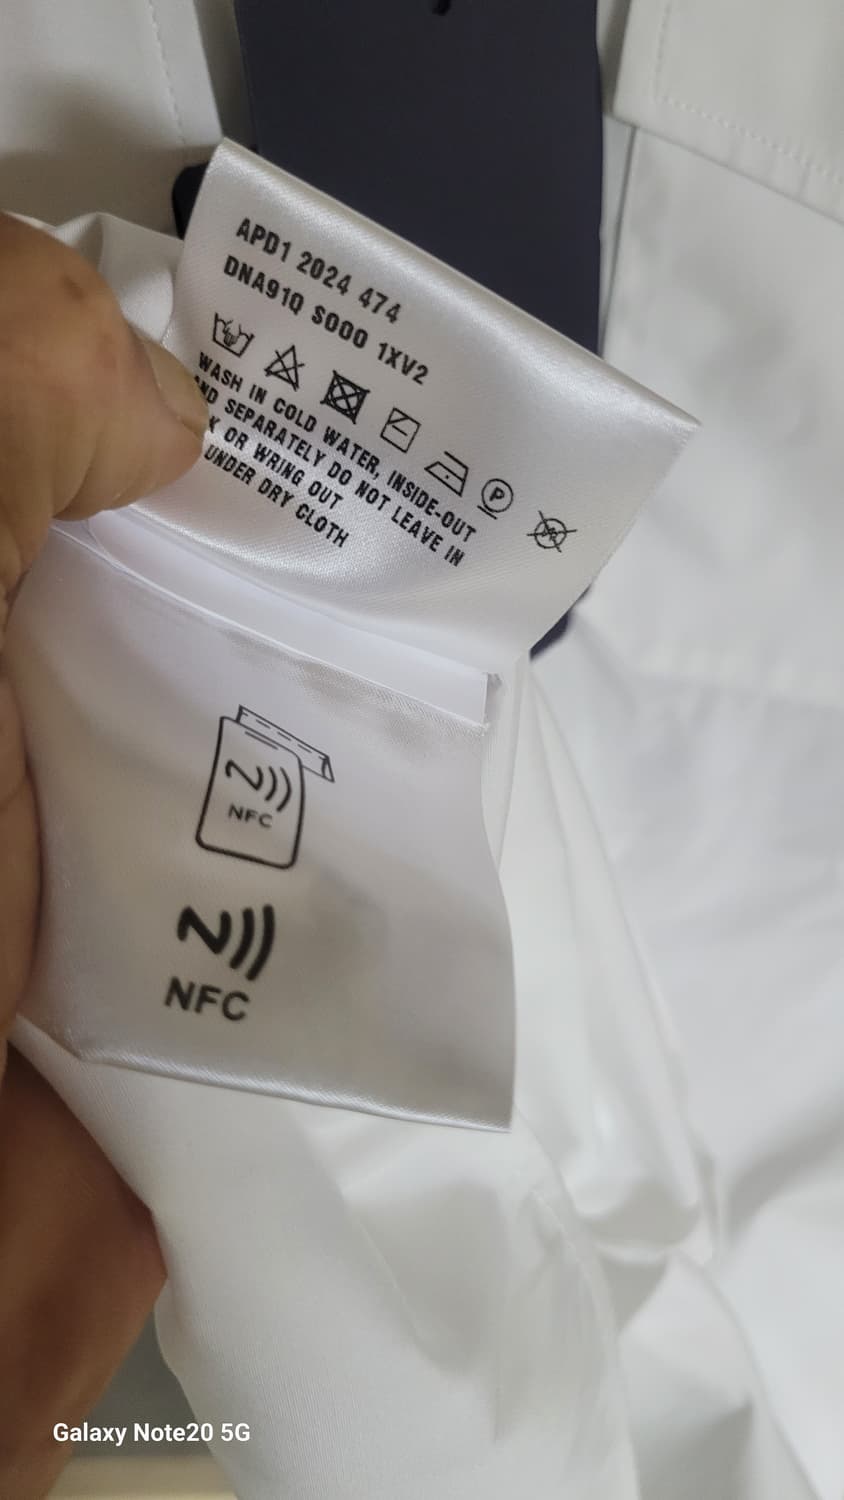 APD1 2024 474
DNA91Q S000 1XV2
P
WASH IN COLD WATER, INSIDE-OUT
AND SEPARATELY DO NOT LEAVE IN
OR WRING OUT
UNDER DRY CLOTH
NFC
NFC
Galaxy Note20 5G